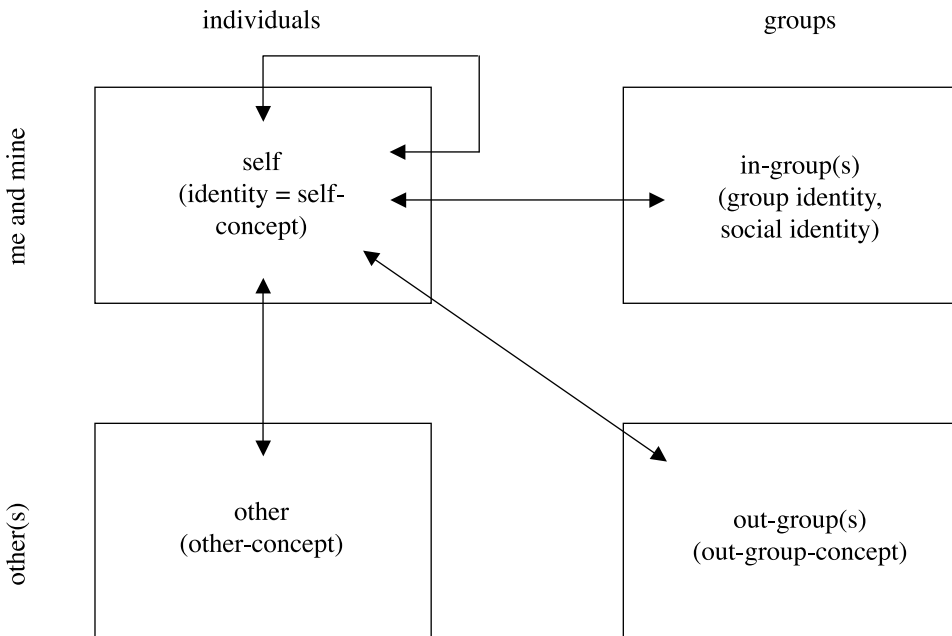 individuals
groups
me and mine
self
(identity = self-
concept)
in-group(s)
(group identity,
social identity)
other(s)
other
(other-concept)
out-group(s)
(out-group-concept)